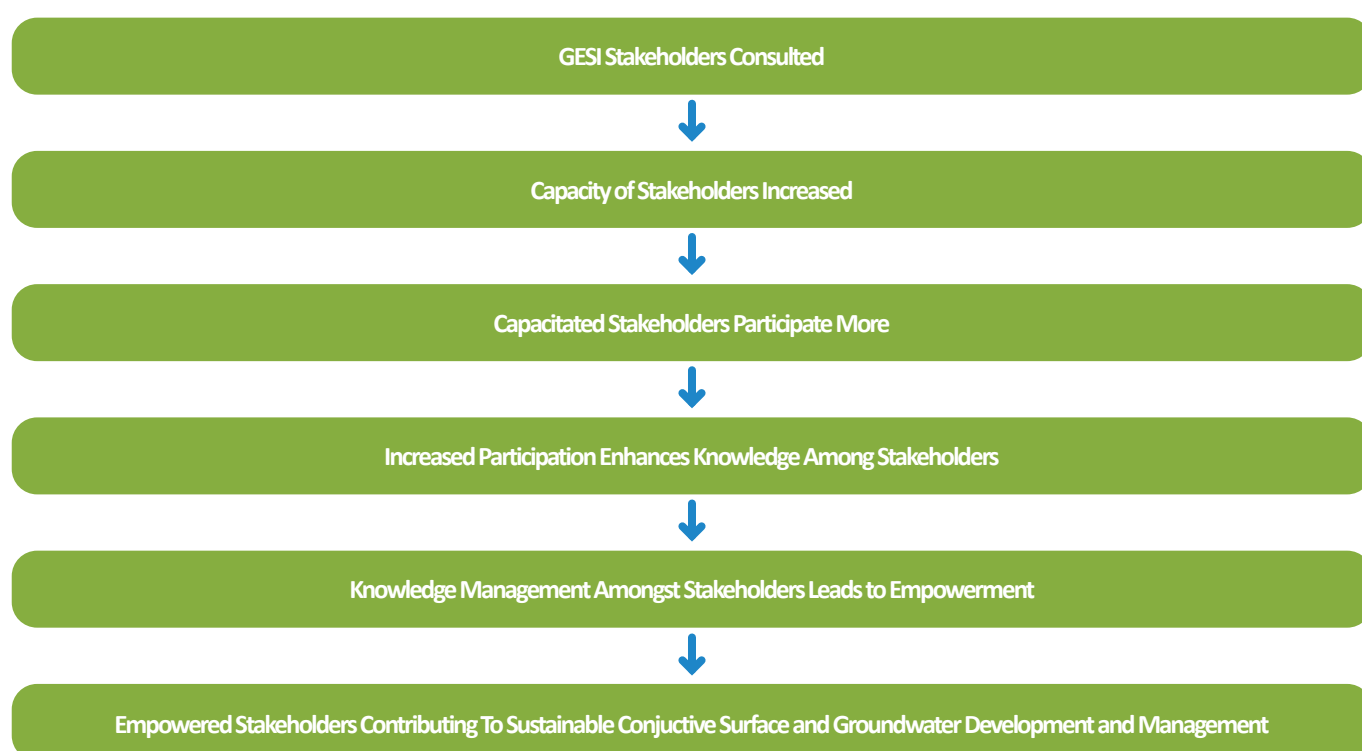 GESI Stakeholders Consulted
Capacity of Stakeholders Increased
Capacitated Stakeholders Participate More
Increased Participation Enhances Knowledge Among Stakeholders
Knowledge Management Amongst Stakeholders Leads to Empowerment
Empowered Stakeholders Contributing To Sustainable Conjuctive Surface and Groundwater Development and Management